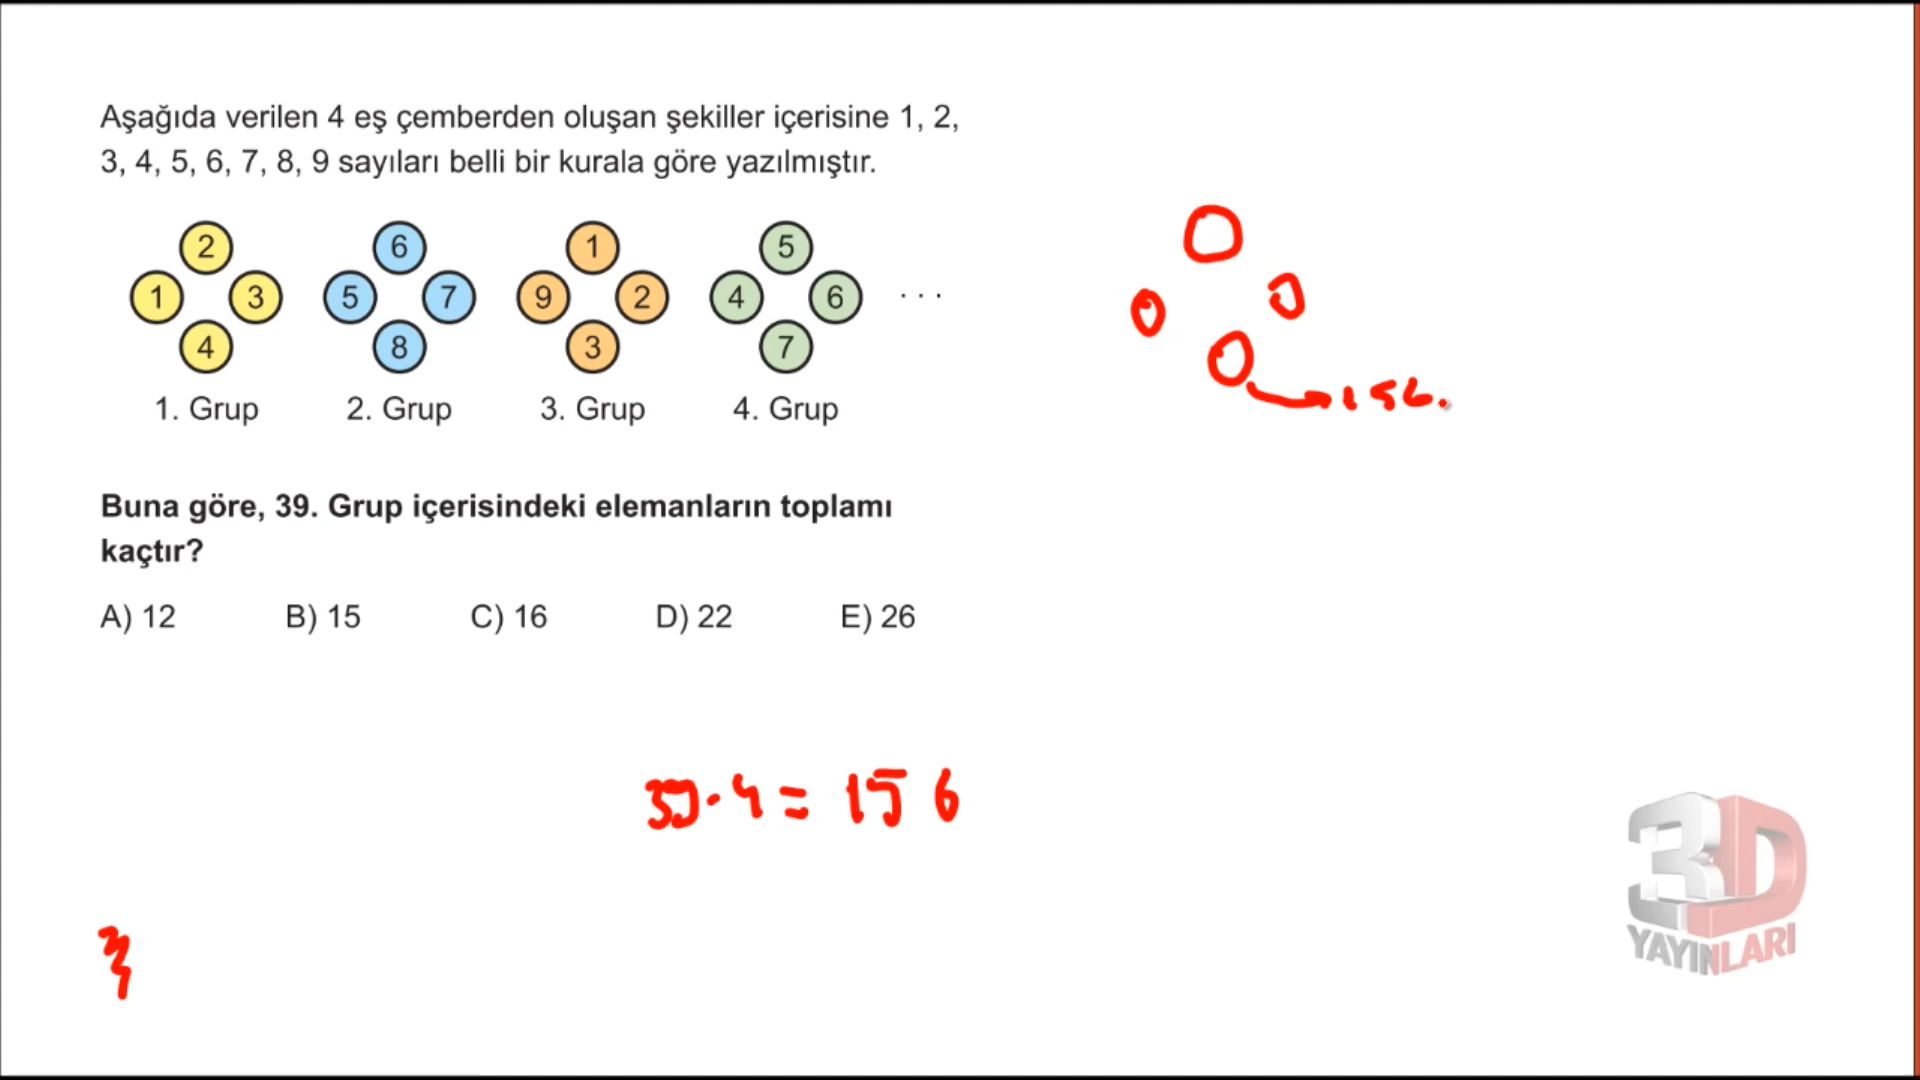 Aşağıda verilen 4 eş çemberden oluşan şekiller içerisine 1, 2,
3, 4, 5, 6, 7, 8, 9 sayıları belli bir kurala göre yazılmıştır.
2 6 1 5
1 3 5 7 9 2 4 6 . . .
4 8 3 7
1. Grup 2. Grup 3. Grup 4. Grup
156.
Buna göre, 39. Grup içerisindeki elemanların toplamı
kaçtır?
A) 12 B) 15 C) 16 D) 22 E) 26
39·4 = 156
3D
YAYINLARI